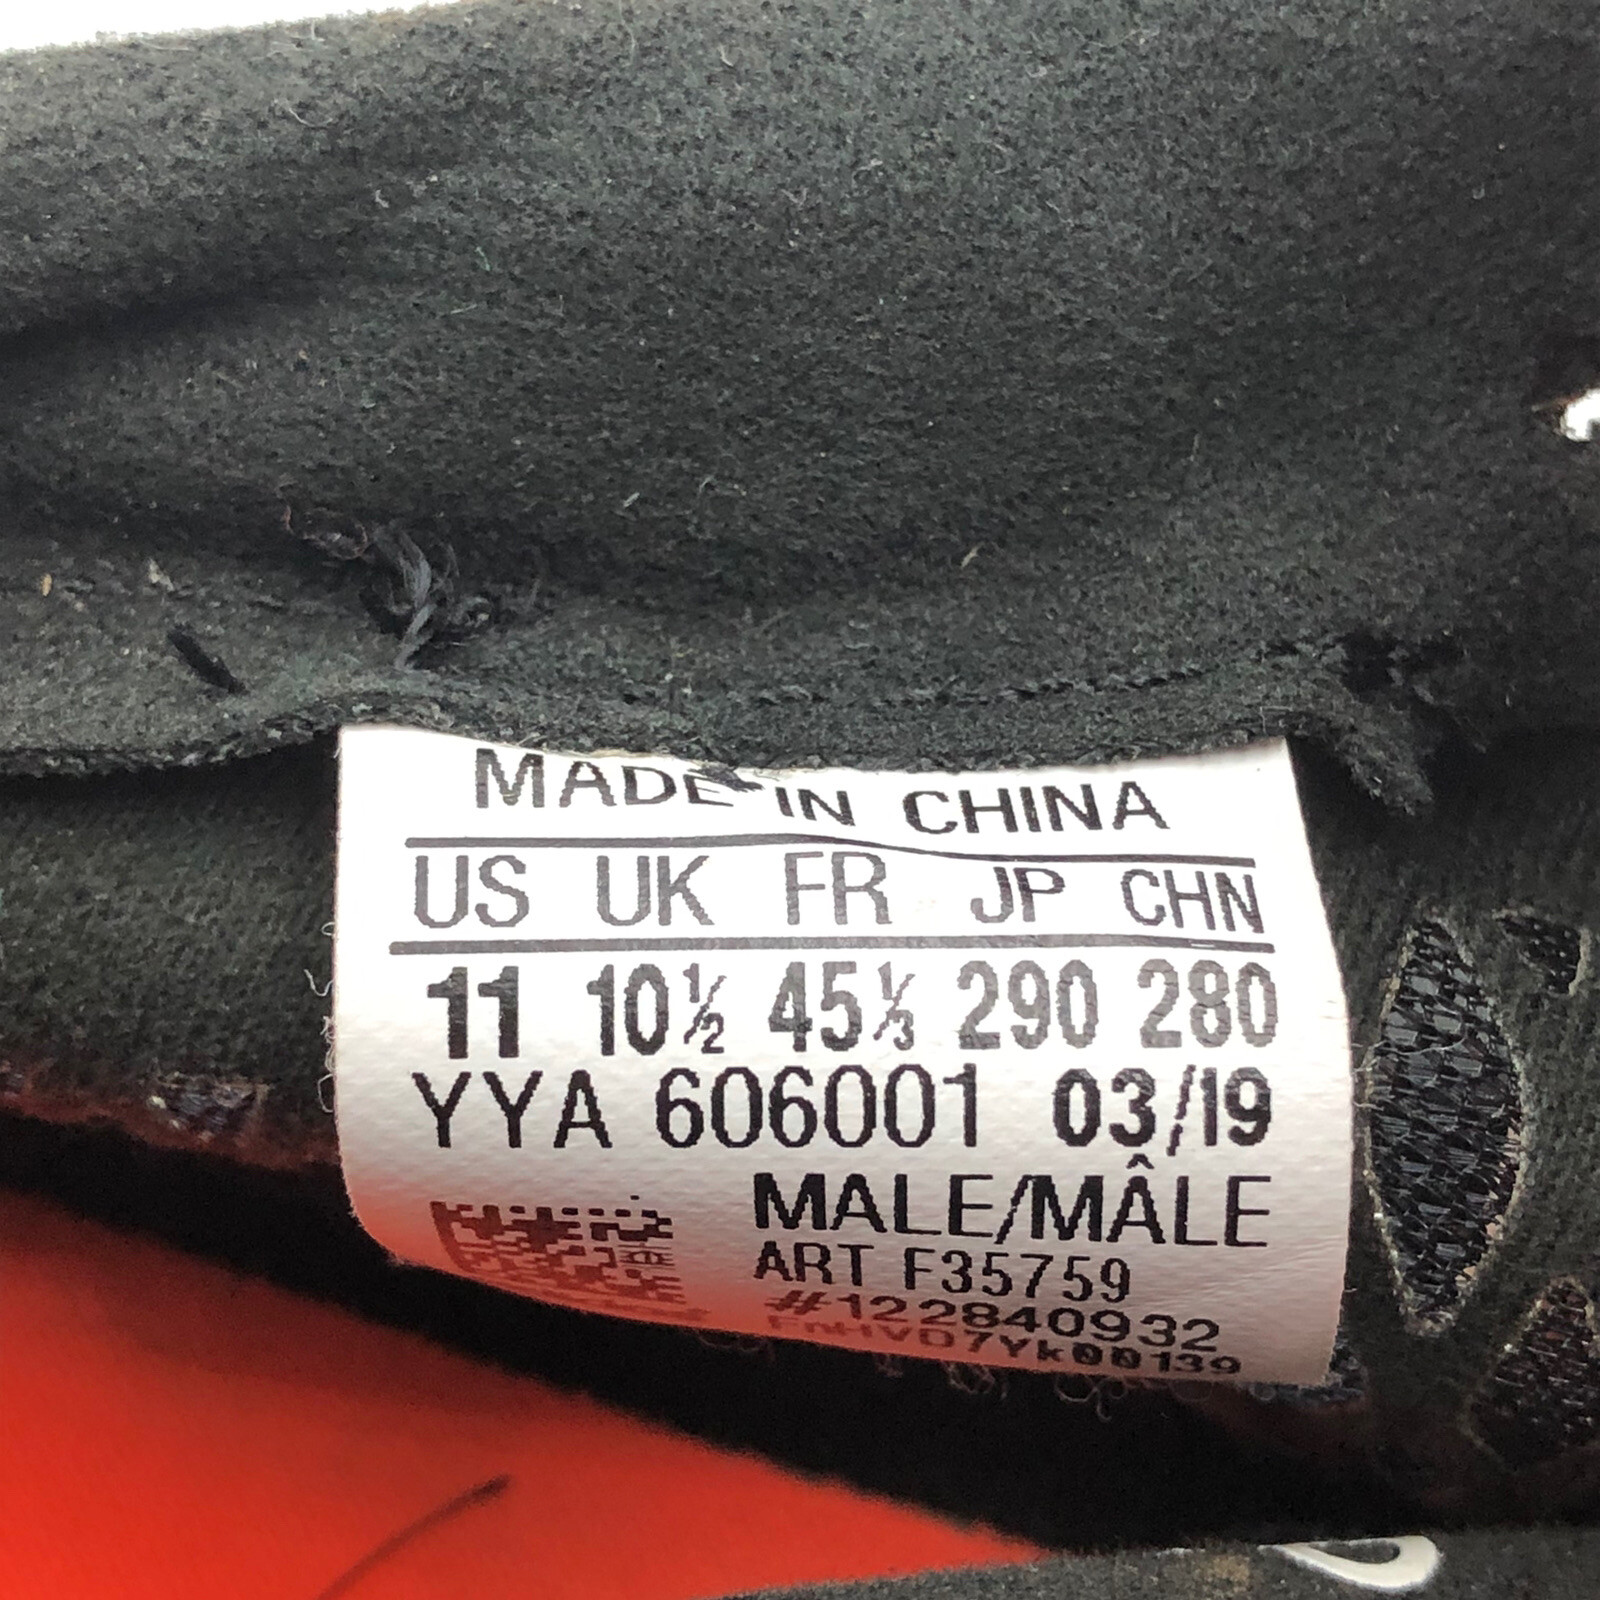 MADE IN CHINA
US UK FR JP CHN
11 10½ 45⅓ 290 280
YYA 606001 03/19
MALE/MÂLE
ART F35759
#122840932